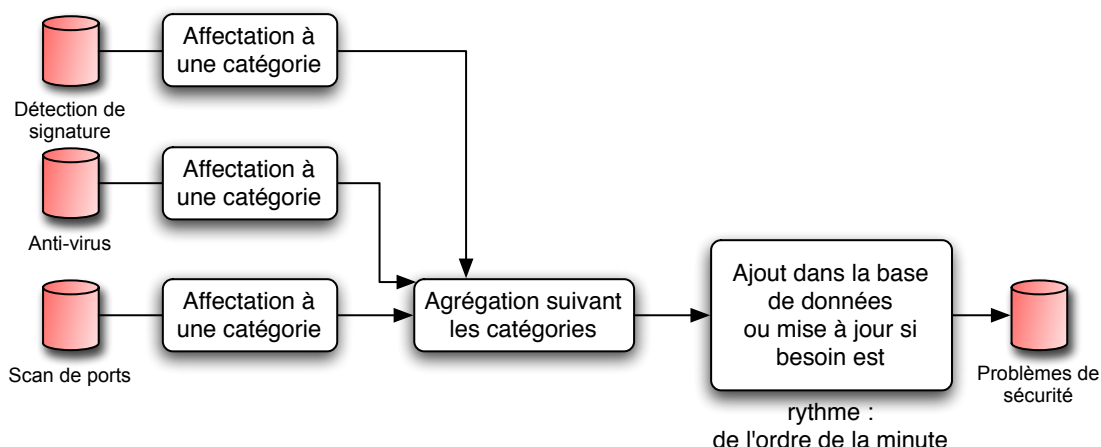 Affectation à
une catégorie
Détection de
signature
Affectation à
une catégorie
Anti-virus
Affectation à
une catégorie
Scan de ports
Agrégation suivant
les catégories
Ajout dans la base
de données
ou mise à jour si
besoin est
Problèmes de
sécurité
rythme :
de l'ordre de la minute